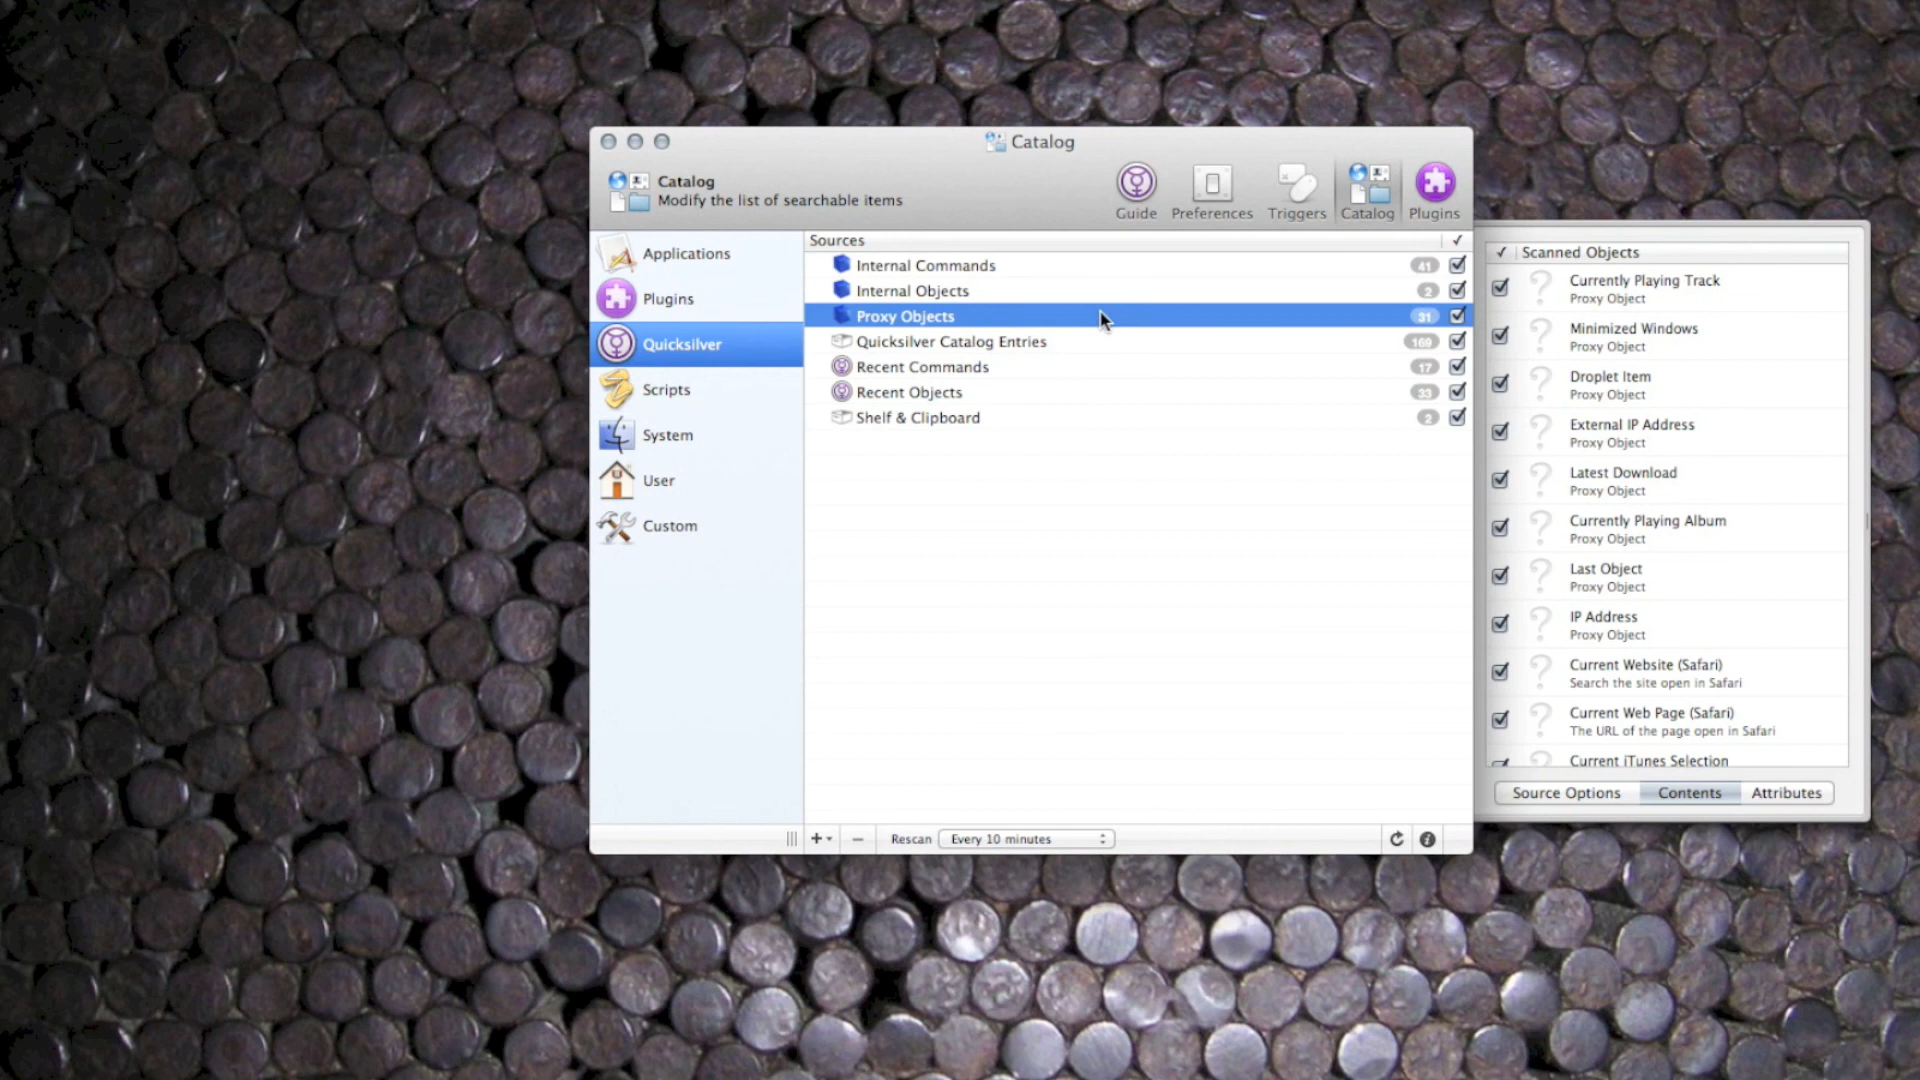 Catalog
Catalog
Modify the list of searchable items
Guide
Preferences
Triggers
Catalog
Plugins
Applications
Plugins
Quicksilver
Scripts
System
User
Custom
Sources
Internal Commands 41
Internal Objects 2
Proxy Objects 31
Quicksilver Catalog Entries 169
Recent Commands 17
Recent Objects 33
Shelf & Clipboard 2
Rescan Every 10 minutes
Scanned Objects
Currently Playing Track
Proxy Object
Minimized Windows
Proxy Object
Droplet Item
Proxy Object
External IP Address
Proxy Object
Latest Download
Proxy Object
Currently Playing Album
Proxy Object
Last Object
Proxy Object
IP Address
Proxy Object
Current Website (Safari)
Search the site open in Safari
Current Web Page (Safari)
The URL of the page open in Safari
Current iTunes Selection
Source Options
Contents
Attributes